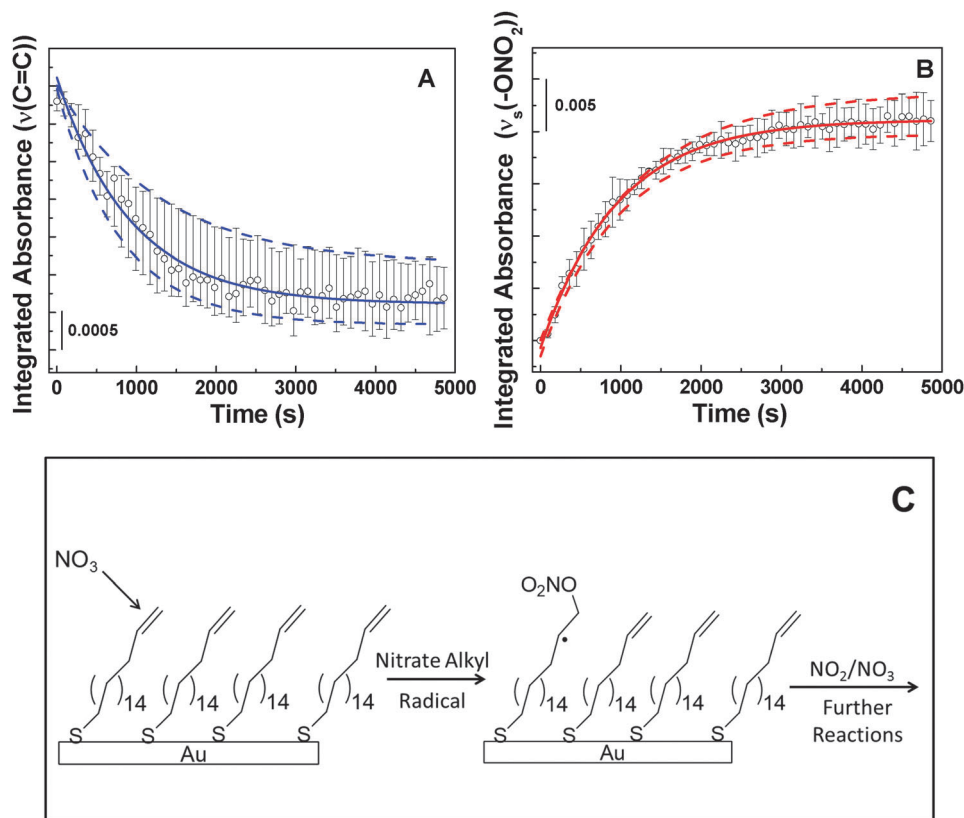 A
Integrated Absorbance (ν(C=C))
0.0005
0 1000 2000 3000 4000 5000
Time (s)
B
Integrated Absorbance (νs(-ONO2))
0.005
0 1000 2000 3000 4000 5000
Time (s)
C
NO3
O2NO
•
Nitrate Alkyl
Radical
NO2/NO3
Further
Reactions
( )14 ( )14 ( )14 ( )14
S S S S
Au
( )14 ( )14 ( )14 ( )14
S S S S
Au